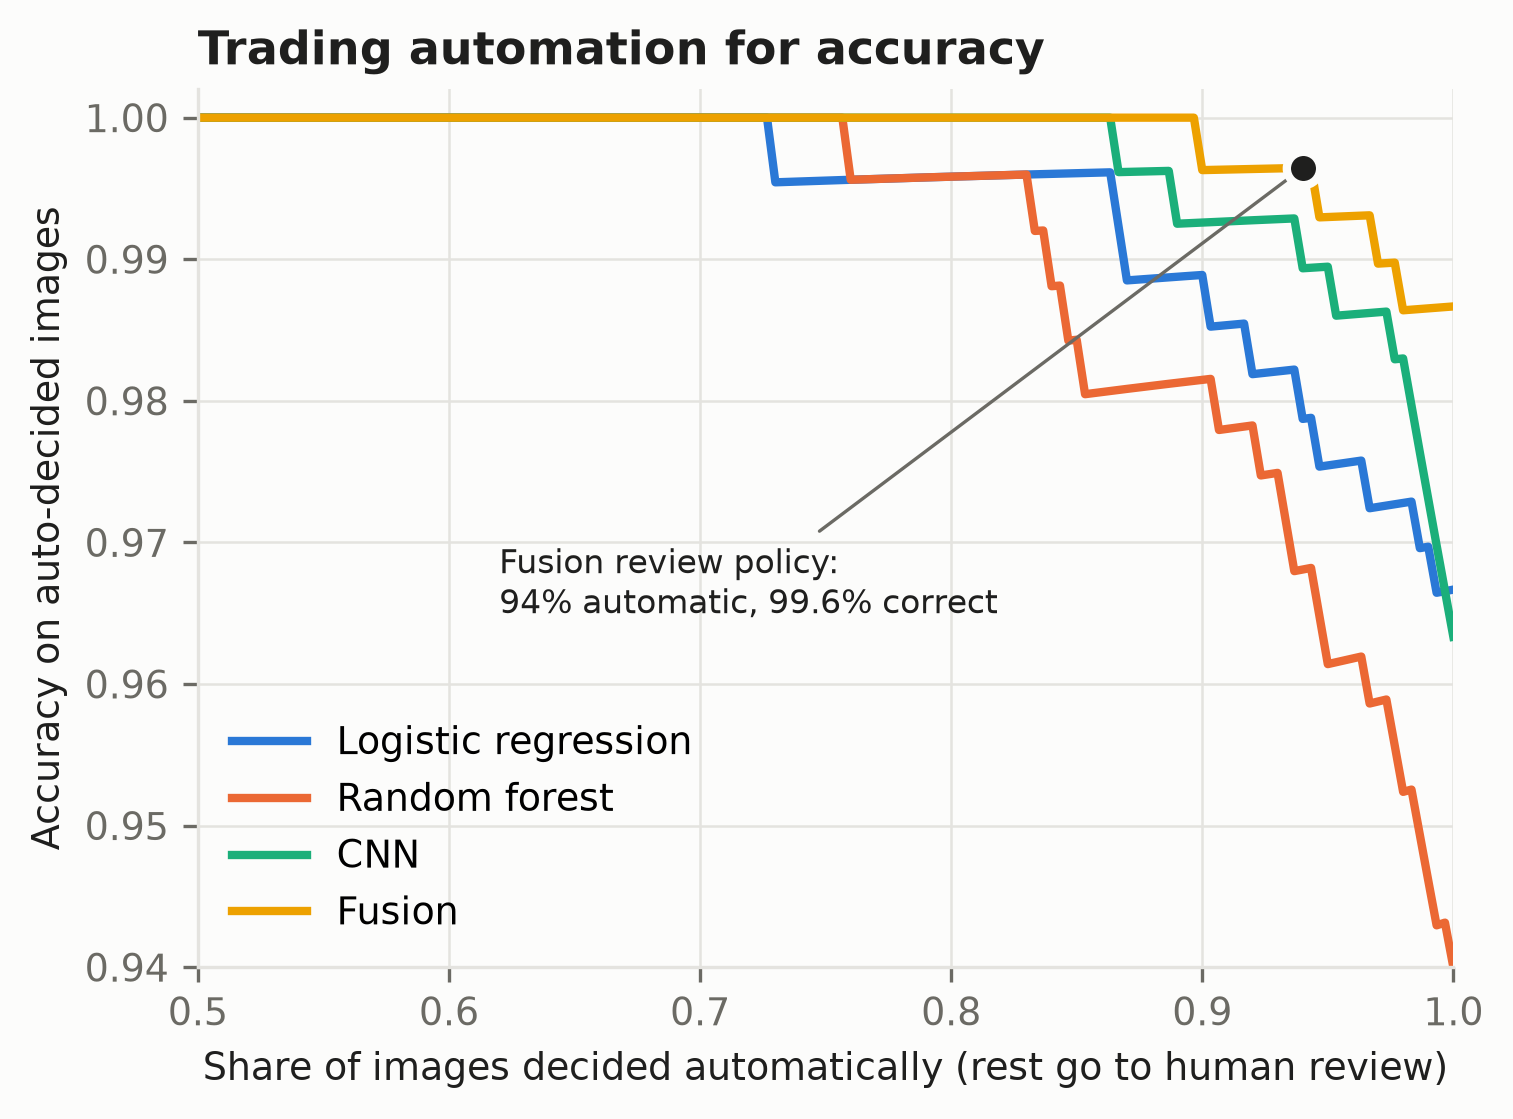 Trading automation for accuracy
Accuracy on auto-decided images
1.00
0.99
0.98
0.97
0.96
0.95
0.94
Fusion review policy:
94% automatic, 99.6% correct
Logistic regression
Random forest
CNN
Fusion
0.5 0.6 0.7 0.8 0.9 1.0
Share of images decided automatically (rest go to human review)